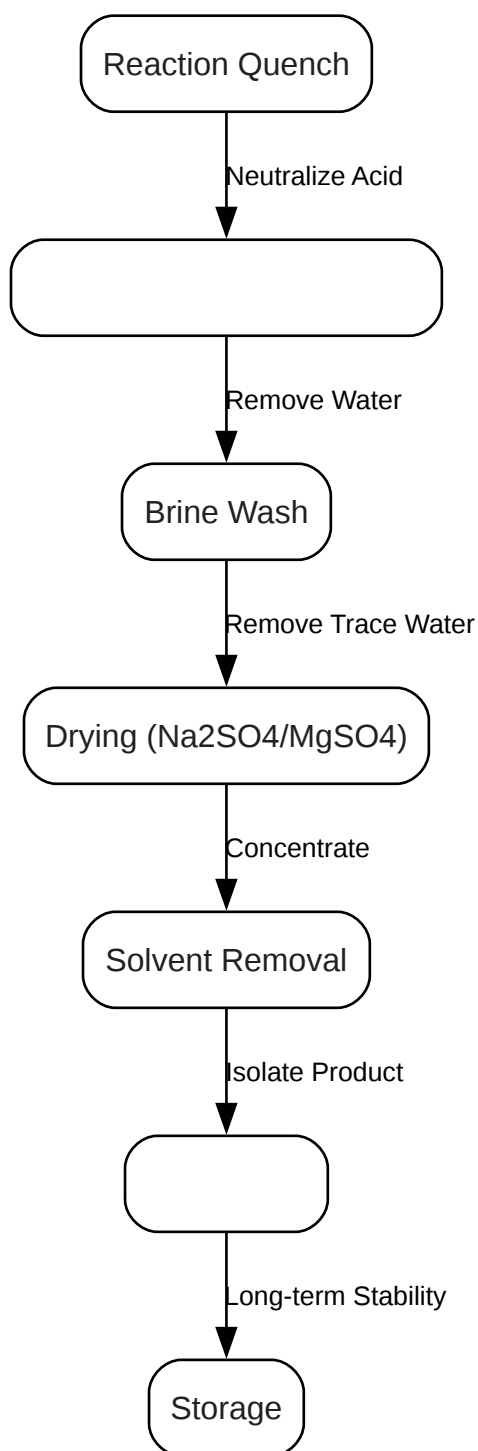 Reaction Quench
Neutralize Acid
Remove Water
Brine Wash
Remove Trace Water
Drying (Na2SO4/MgSO4)
Concentrate
Solvent Removal
Isolate Product
Long-term Stability
Storage